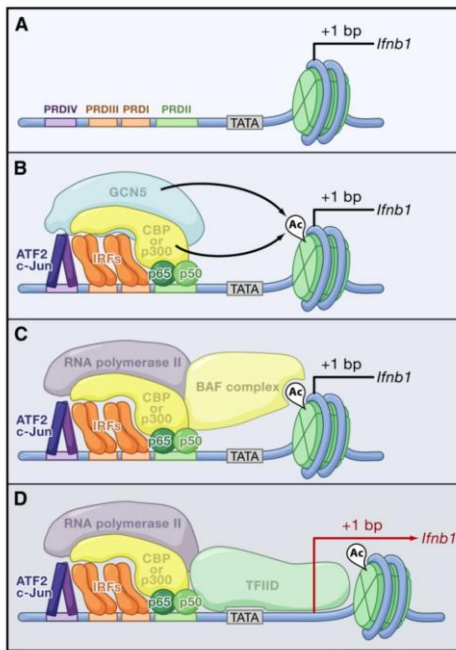 A
+1 bp
Ifnb1
PRDIV PRDIII PRDI PRDII
TATA
B
GCN5
+1 bp
Ifnb1
Ac
CBP
or
p300
ATF2
c-Jun
IRFs
p65 p50
TATA
C
RNA polymerase II
BAF complex
+1 bp
Ifnb1
Ac
CBP
or
p300
ATF2
c-Jun
IRFs
p65 p50
TATA
D
RNA polymerase II
+1 bp
Ifnb1
Ac
CBP
or
p300
TFIID
ATF2
c-Jun
IRFs
p65 p50
TATA